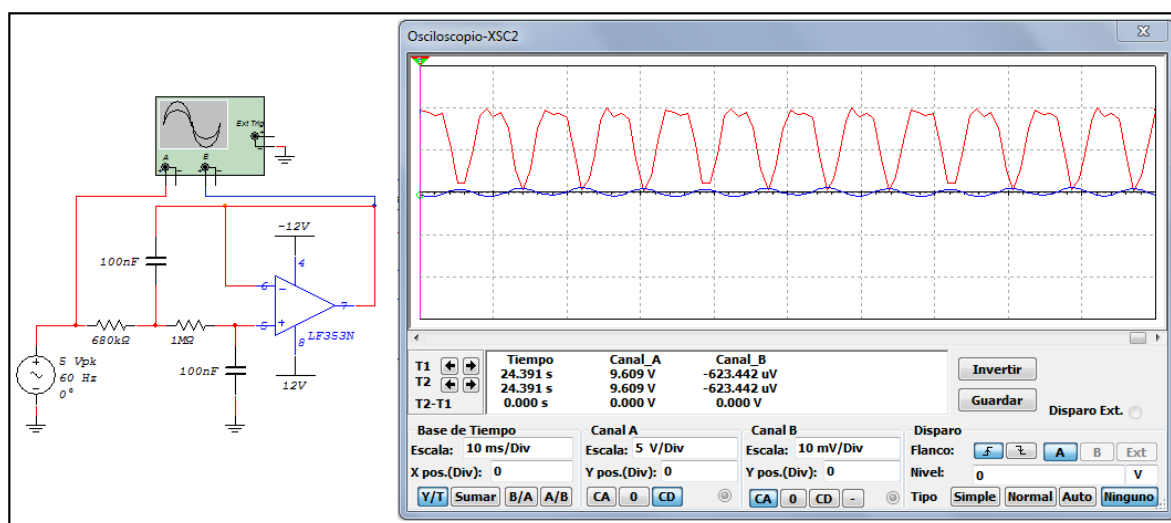 Osciloscopio-XSC2
X
Ext Trig
A
B
-12V
4
100nF
6
7
5
LF353N
680kΩ
1MΩ
8
100nF
12V
5 Vpk
60 Hz
0°
Tiempo Canal_A Canal_B
T1 24.391 s 9.609 V -623.442 uV
T2 24.391 s 9.609 V -623.442 uV
T2-T1 0.000 s 0.000 V 0.000 V
Invertir
Guardar
Disparo Ext.
Base de Tiempo
Escala: 10 ms/Div
X pos.(Div): 0
Y/T Sumar B/A A/B
Canal A
Escala: 5 V/Div
Y pos.(Div): 0
CA 0 CD
Canal B
Escala: 10 mV/Div
Y pos.(Div): 0
CA 0 CD -
Disparo
Flanco: A B Ext
Nivel: 0 V
Tipo Simple Normal Auto Ninguno